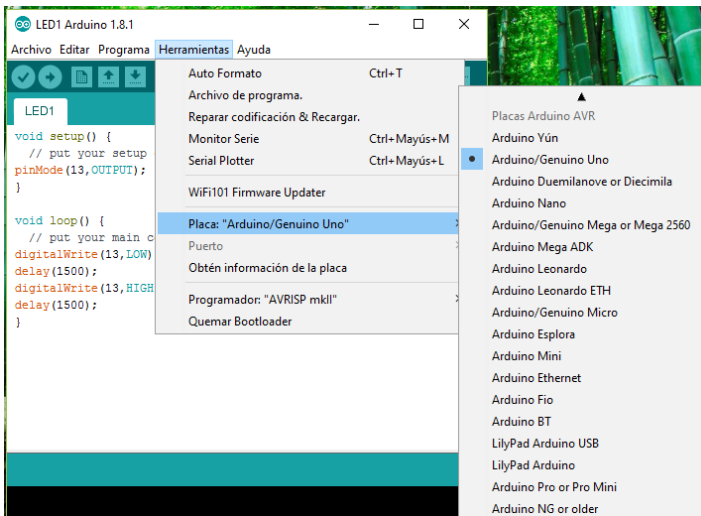 LED1 Arduino 1.8.1
Archivo Editar Programa Herramientas Ayuda
LED1
void setup() {
// put your setup
pinMode(13,OUTPUT);
}
void loop() {
// put your main c
digitalWrite(13,LOW)
delay(1500);
digitalWrite(13,HIGH
delay(1500);
}
Auto Formato Ctrl+T
Archivo de programa.
Reparar codificación & Recargar.
Monitor Serie Ctrl+Mayús+M
Serial Plotter Ctrl+Mayús+L
WiFi101 Firmware Updater
Placa: "Arduino/Genuino Uno"
Puerto
Obtén información de la placa
Programador: "AVRISP mkII"
Quemar Bootloader
Placas Arduino AVR
Arduino Yún
Arduino/Genuino Uno
Arduino Duemilanove or Diecimila
Arduino Nano
Arduino/Genuino Mega or Mega 2560
Arduino Mega ADK
Arduino Leonardo
Arduino Leonardo ETH
Arduino/Genuino Micro
Arduino Esplora
Arduino Mini
Arduino Ethernet
Arduino Fio
Arduino BT
LilyPad Arduino USB
LilyPad Arduino
Arduino Pro or Pro Mini
Arduino NG or older